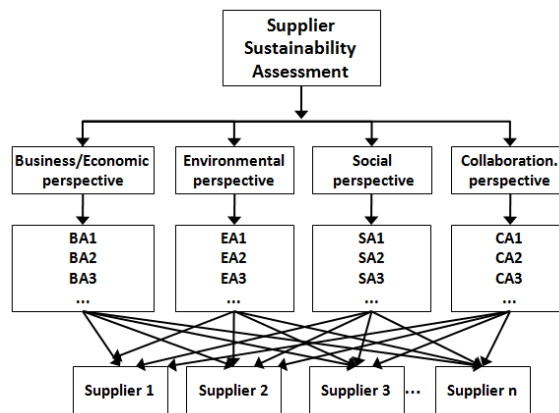 Supplier
Sustainability
Assessment
Business/Economic
perspective
Environmental
perspective
Social
perspective
Collaboration.
perspective
BA1
BA2
BA3
...
EA1
EA2
EA3
...
SA1
SA2
SA3
...
CA1
CA2
CA3
...
Supplier 1
Supplier 2
Supplier 3
...
Supplier n